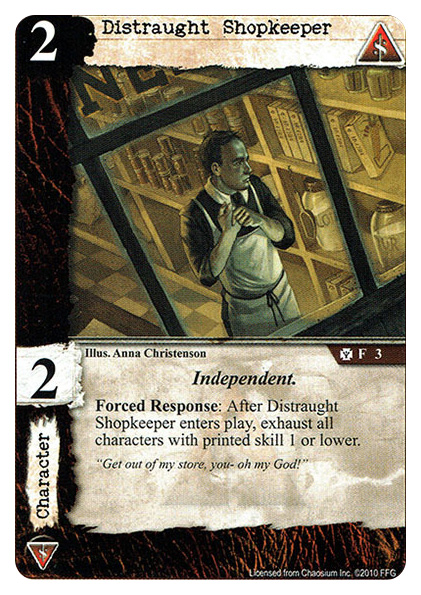 2
Distraught Shopkeeper
Illus. Anna Christenson
F 3
2
Independent.
Forced Response: After Distraught
Shopkeeper enters play, exhaust all
characters with printed skill 1 or lower.
"Get out of my store, you- oh my God!"
Character
Licensed from Chaosium Inc. ©2010 FFG